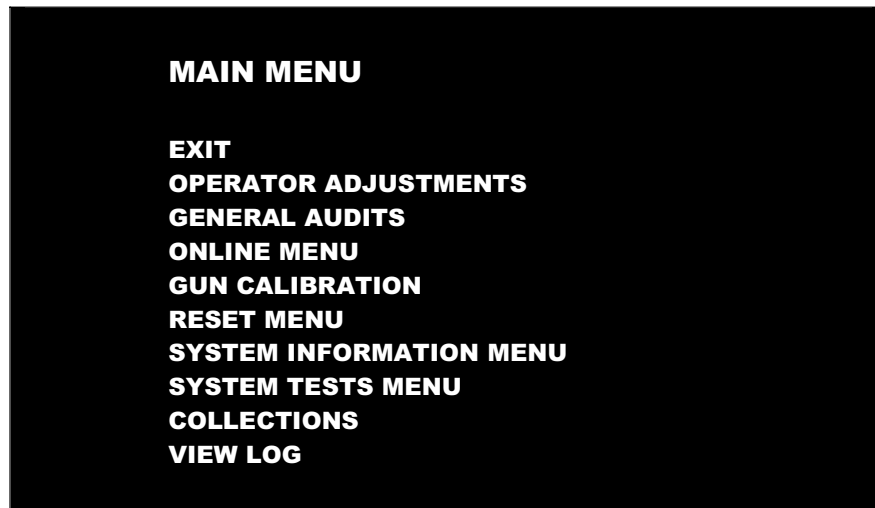 MAIN MENU
EXIT
OPERATOR ADJUSTMENTS
GENERAL AUDITS
ONLINE MENU
GUN CALIBRATION
RESET MENU
SYSTEM INFORMATION MENU
SYSTEM TESTS MENU
COLLECTIONS
VIEW LOG